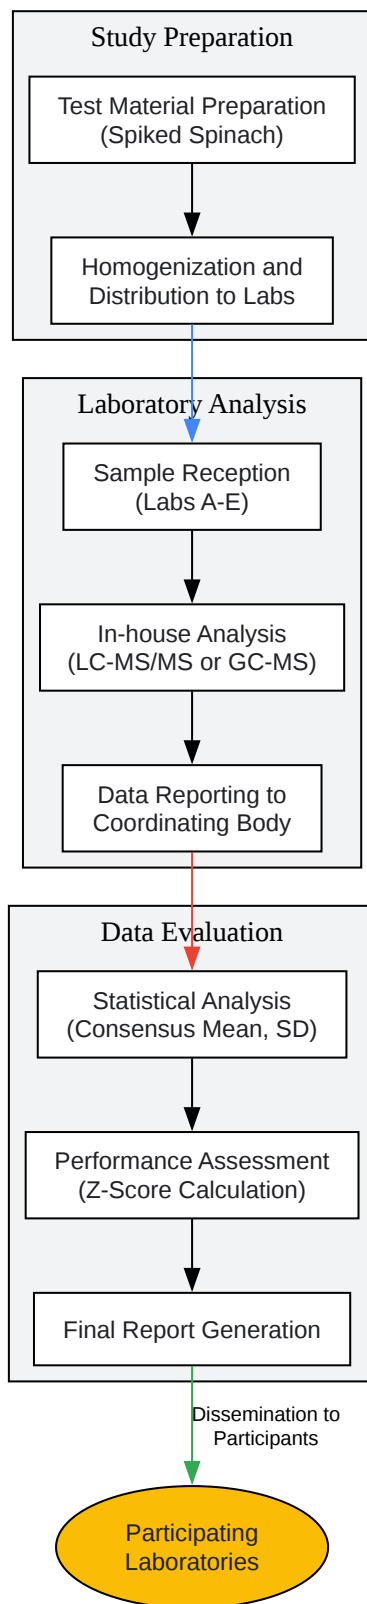 Study Preparation
Test Material Preparation
(Spiked Spinach)
Homogenization and
Distribution to Labs
Laboratory Analysis
Sample Reception
(Labs A-E)
In-house Analysis
(LC-MS/MS or GC-MS)
Data Reporting to
Coordinating Body
Data Evaluation
Statistical Analysis
(Consensus Mean, SD)
Performance Assessment
(Z-Score Calculation)
Final Report Generation
Dissemination to
Participants
Participating
Laboratories